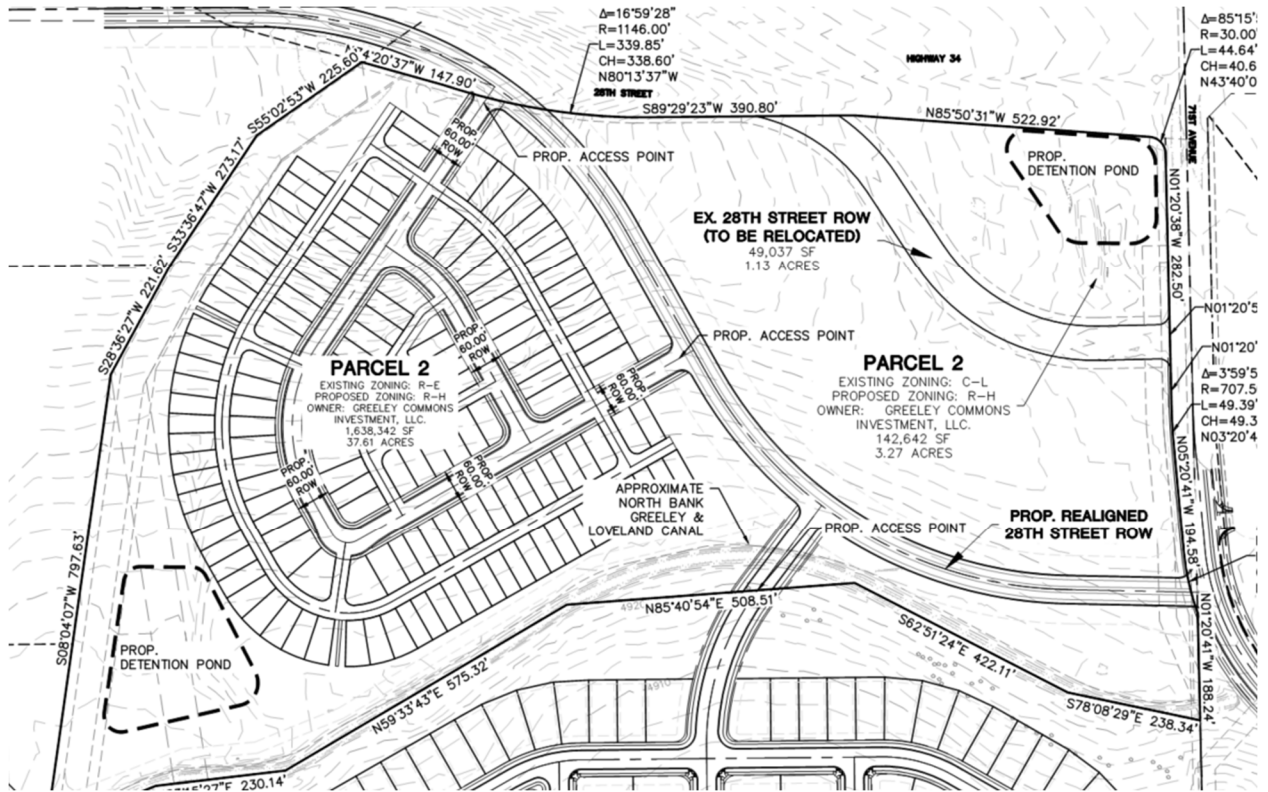 Δ=16°59'28"
R=1146.00'
L=339.85'
CH=338.60'
N80°13'37"W
28TH STREET
HIGHWAY 34
Δ=85°15'
R=30.00'
L=44.64'
CH=40.6
N43°40'0
71ST AVENUE
74°20'37"W 147.90'
S89°29'23"W 390.80'
N85°50'31"W 522.92'
S55°02'53"W 225.60'
S33°36'47"W 273.17'
S28°36'27"W 221.62'
S08°04'07"W 797.63'
PROP.
60.00'
ROW
PROP. ACCESS POINT
PROP.
DETENTION POND
EX. 28TH STREET ROW
(TO BE RELOCATED)
49,037 SF
1.13 ACRES
N01°20'38"W 282.50'
N01°20'5
N01°20'
Δ=3°59'5
R=707.5
L=49.39'
CH=49.3
N03°20'4
PROP. ACCESS POINT
PROP.
60.00'
ROW
PROP.
60.00'
ROW
PARCEL 2
EXISTING ZONING: R-E
PROPOSED ZONING: R-H
OWNER: GREELEY COMMONS
INVESTMENT, LLC.
1,638,342 SF
37.61 ACRES
PARCEL 2
EXISTING ZONING: C-L
PROPOSED ZONING: R-H
OWNER: GREELEY COMMONS
INVESTMENT, LLC.
142,642 SF
3.27 ACRES
PROP.
60.00'
ROW
PROP.
60.00'
ROW
APPROXIMATE
NORTH BANK
GREELEY &
LOVELAND CANAL
PROP. ACCESS POINT
PROP. REALIGNED
28TH STREET ROW
N05°20'41"W 194.58'
N01°20'41"W 188.24'
N85°40'54"E 508.51'
S62°51'24"E 422.11'
S78°08'29"E 238.34'
N59°33'43"E 575.32'
PROP.
DETENTION POND
4910
15'27"E 230.14'